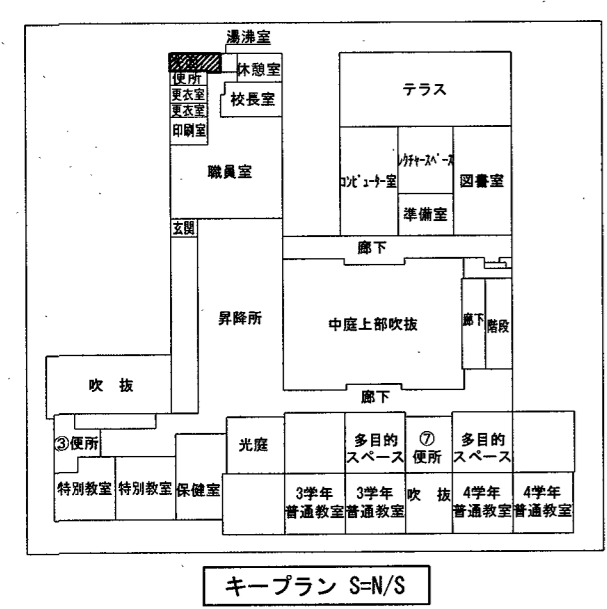 湯沸室
休憩室
便所
更衣室
更衣室
校長室
印刷室
職員室
テラス
コンピューター室
レクチャースペース
図書室
準備室
玄関
廊下
昇降所
中庭上部吹抜
廊下
階段
吹 抜
廊下
③便所
光庭
多目的
スペース
⑦
便所
多目的
スペース
特別教室
特別教室
保健室
3学年
普通教室
3学年
普通教室
吹 抜
4学年
普通教室
4学年
普通教室
キープラン S=N/S